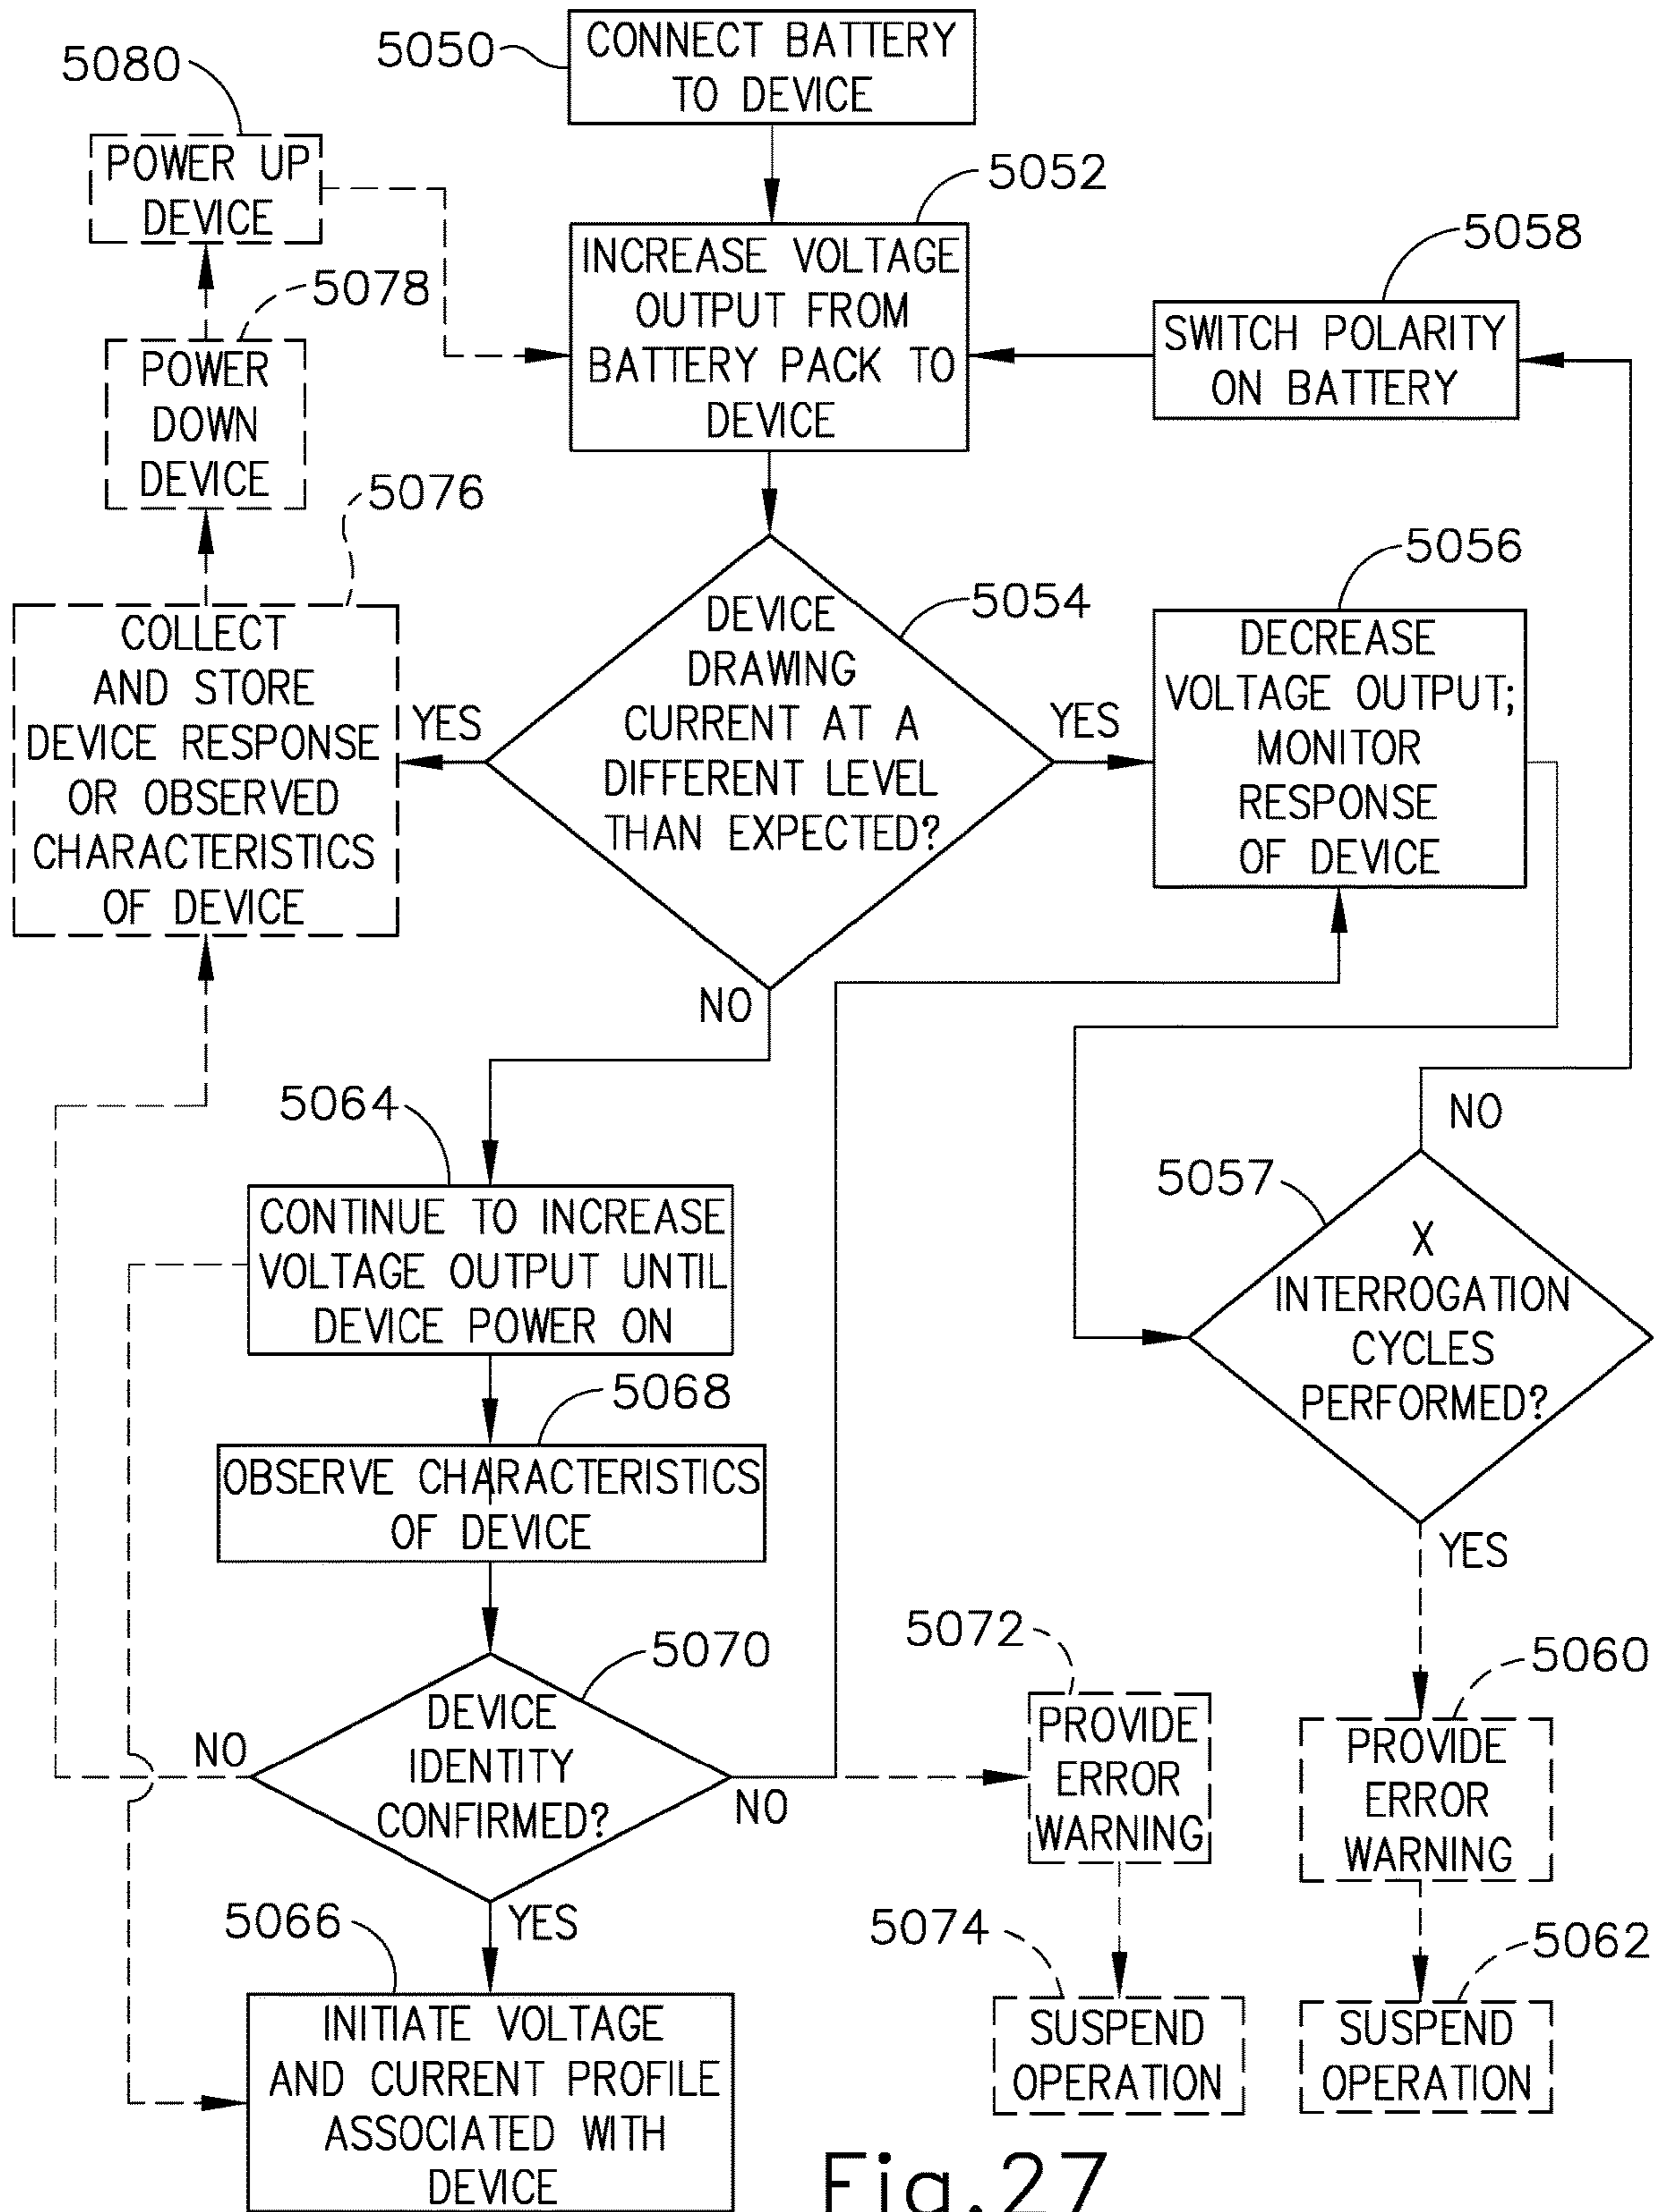 5050
CONNECT BATTERY
TO DEVICE
5080
POWER UP
DEVICE
5052
INCREASE VOLTAGE
OUTPUT FROM
BATTERY PACK TO
DEVICE
5058
SWITCH POLARITY
ON BATTERY
5078
POWER
DOWN
DEVICE
5076
COLLECT
AND STORE
DEVICE RESPONSE
OR OBSERVED
CHARACTERISTICS
OF DEVICE
YES
5054
DEVICE
DRAWING
CURRENT AT A
DIFFERENT LEVEL
THAN EXPECTED?
YES
5056
DECREASE
VOLTAGE OUTPUT;
MONITOR
RESPONSE
OF DEVICE
NO
5064
CONTINUE TO INCREASE
VOLTAGE OUTPUT UNTIL
DEVICE POWER ON
NO
5057
X
INTERROGATION
CYCLES
PERFORMED?
YES
5068
OBSERVE CHARACTERISTICS
OF DEVICE
5070
DEVICE
IDENTITY
CONFIRMED?
NO
NO
YES
5072
PROVIDE
ERROR
WARNING
5060
PROVIDE
ERROR
WARNING
5066
INITIATE VOLTAGE
AND CURRENT PROFILE
ASSOCIATED WITH
DEVICE
5074
SUSPEND
OPERATION
5062
SUSPEND
OPERATION
Fig.27